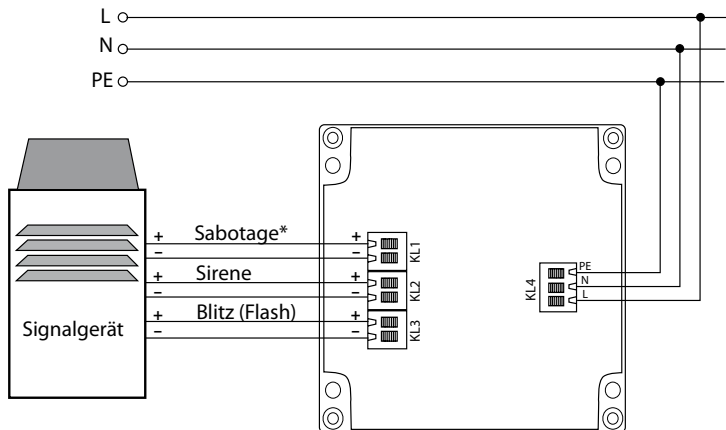 L
N
PE
+ Sabotage* +
- -
+ Sirene +
- -
+ Blitz (Flash) +
- -
Signalgerät
KL1
KL2
KL3
KL4
PE
N
L